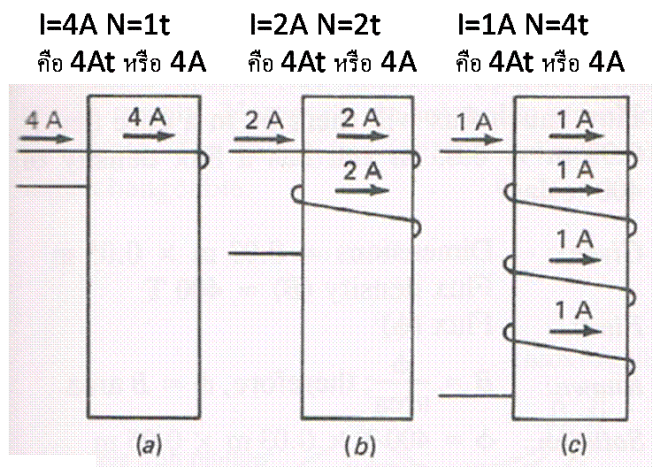 I=4A N=1t
คือ 4At หรือ 4A
I=2A N=2t
คือ 4At หรือ 4A
I=1A N=4t
คือ 4At หรือ 4A
4 A
4 A
(a)
2 A
2 A
2 A
(b)
1 A
1 A
1 A
1 A
1 A
(c)